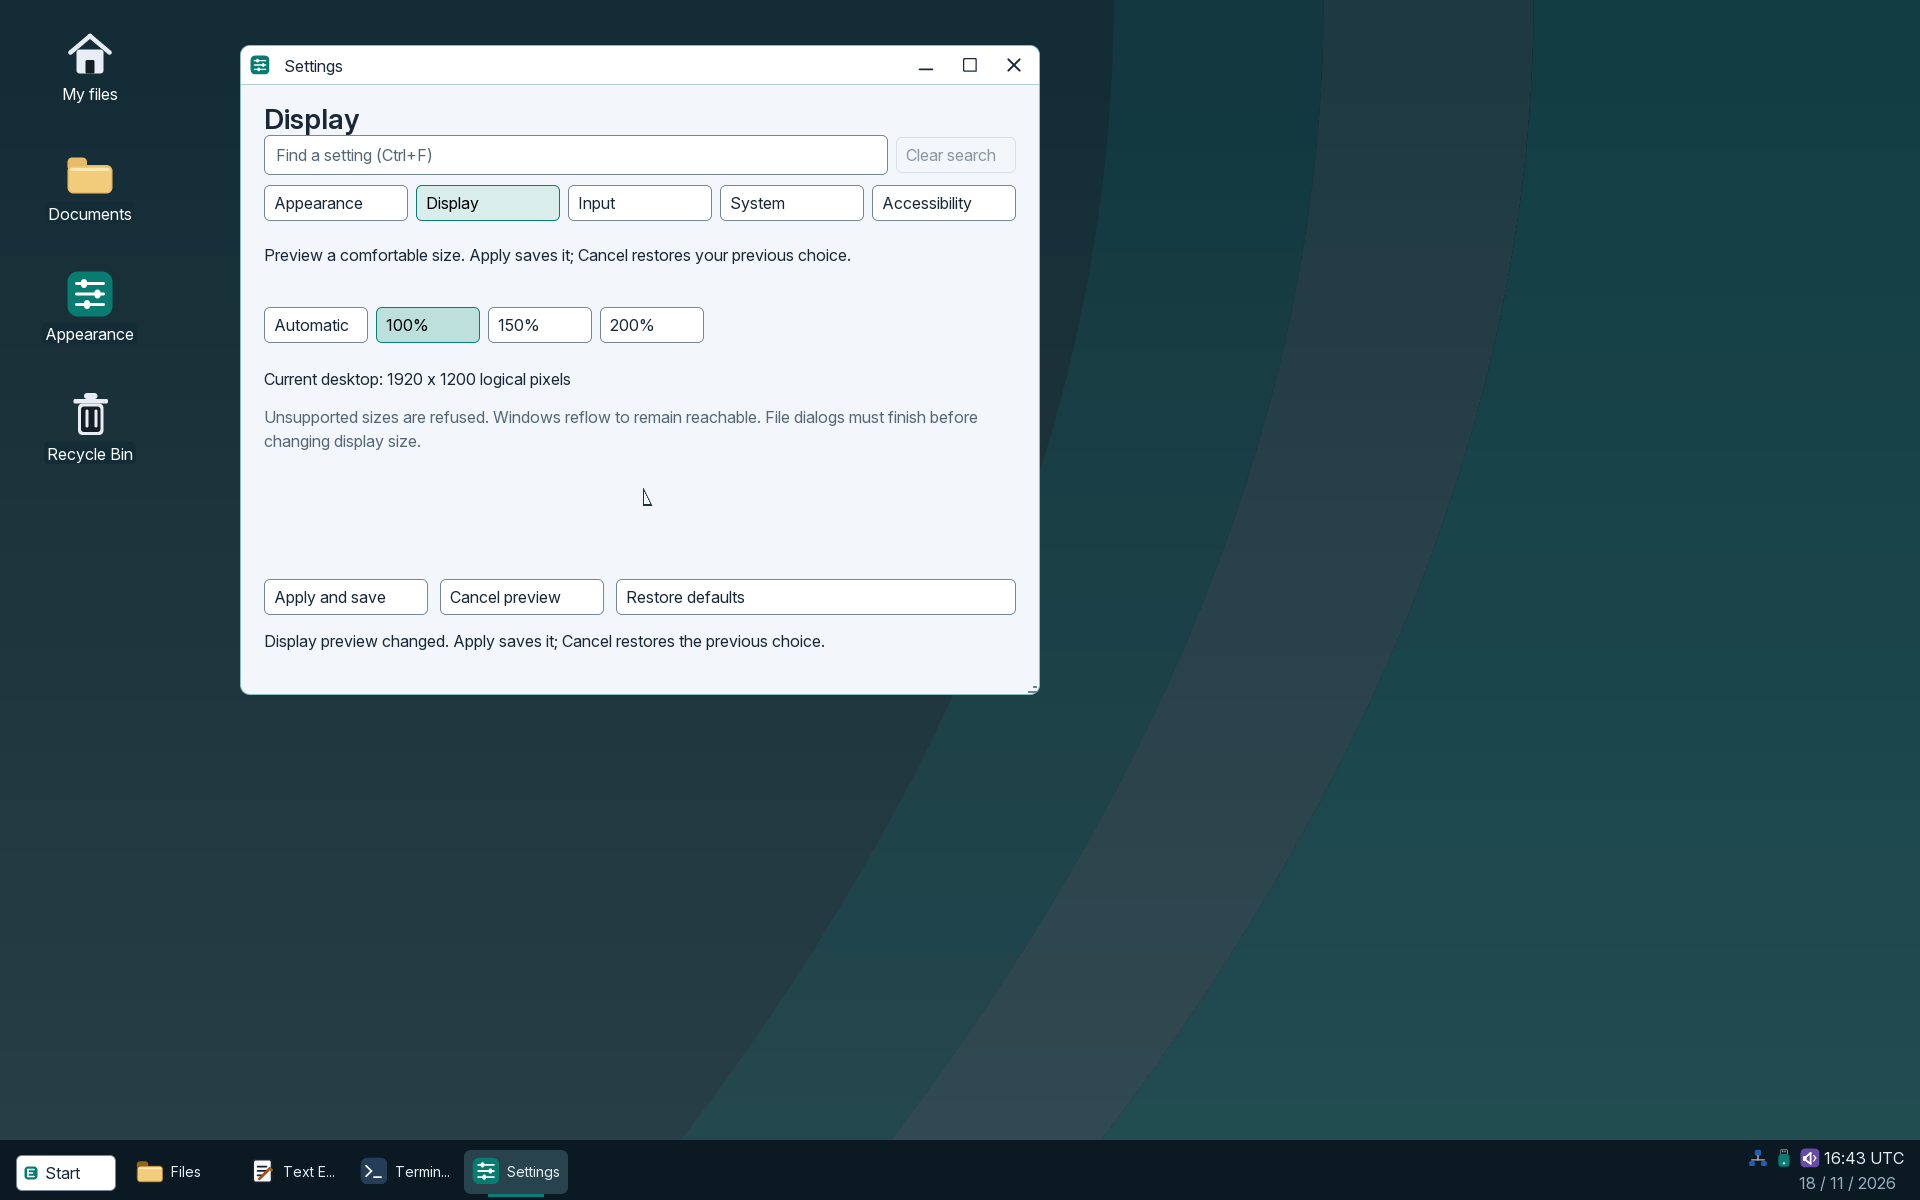 My files
Documents
Appearance
Recycle Bin
Settings
Display
Find a setting (Ctrl+F)
Clear search
Appearance
Display
Input
System
Accessibility
Preview a comfortable size. Apply saves it; Cancel restores your previous choice.
Automatic
100%
150%
200%
Current desktop: 1920 x 1200 logical pixels
Unsupported sizes are refused. Windows reflow to remain reachable. File dialogs must finish before
changing display size.
Apply and save
Cancel preview
Restore defaults
Display preview changed. Apply saves it; Cancel restores the previous choice.
Start
Files
Text E...
Termin...
Settings
16:43 UTC
18 / 11 / 2026